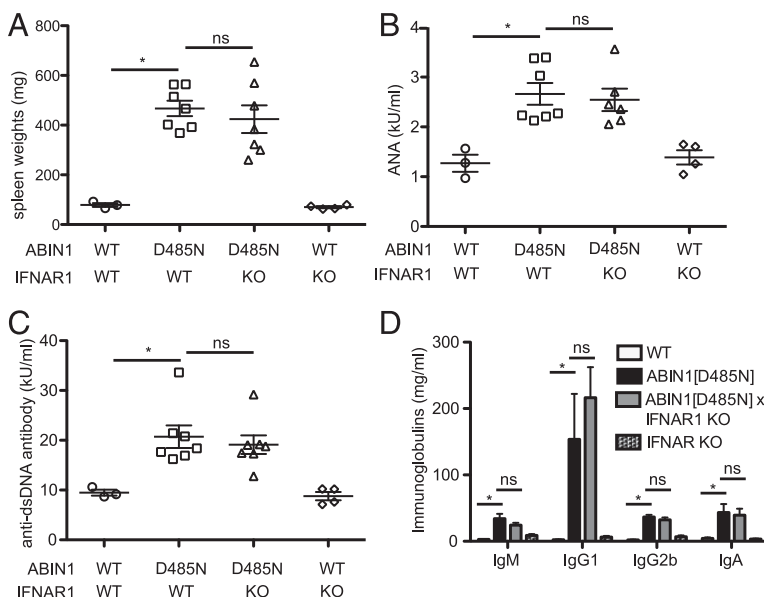 A
spleen weights (mg)
800
600
400
200
0
*
ns
ABIN1 WT D485N D485N WT
IFNAR1 WT WT KO KO
B
ANA (kU/ml)
4
3
2
1
0
*
ns
ABIN1 WT D485N D485N WT
IFNAR1 WT WT KO KO
C
anti-dsDNA antibody (kU/ml)
40
30
20
10
0
*
ns
ABIN1 WT D485N D485N WT
IFNAR1 WT WT KO KO
D
Immunoglobulins (mg/ml)
300
200
100
50
0
* ns
* ns
* ns
* ns
WT
ABIN1[D485N]
ABIN1[D485N] x
IFNAR1 KO
IFNAR KO
IgM IgG1 IgG2b IgA